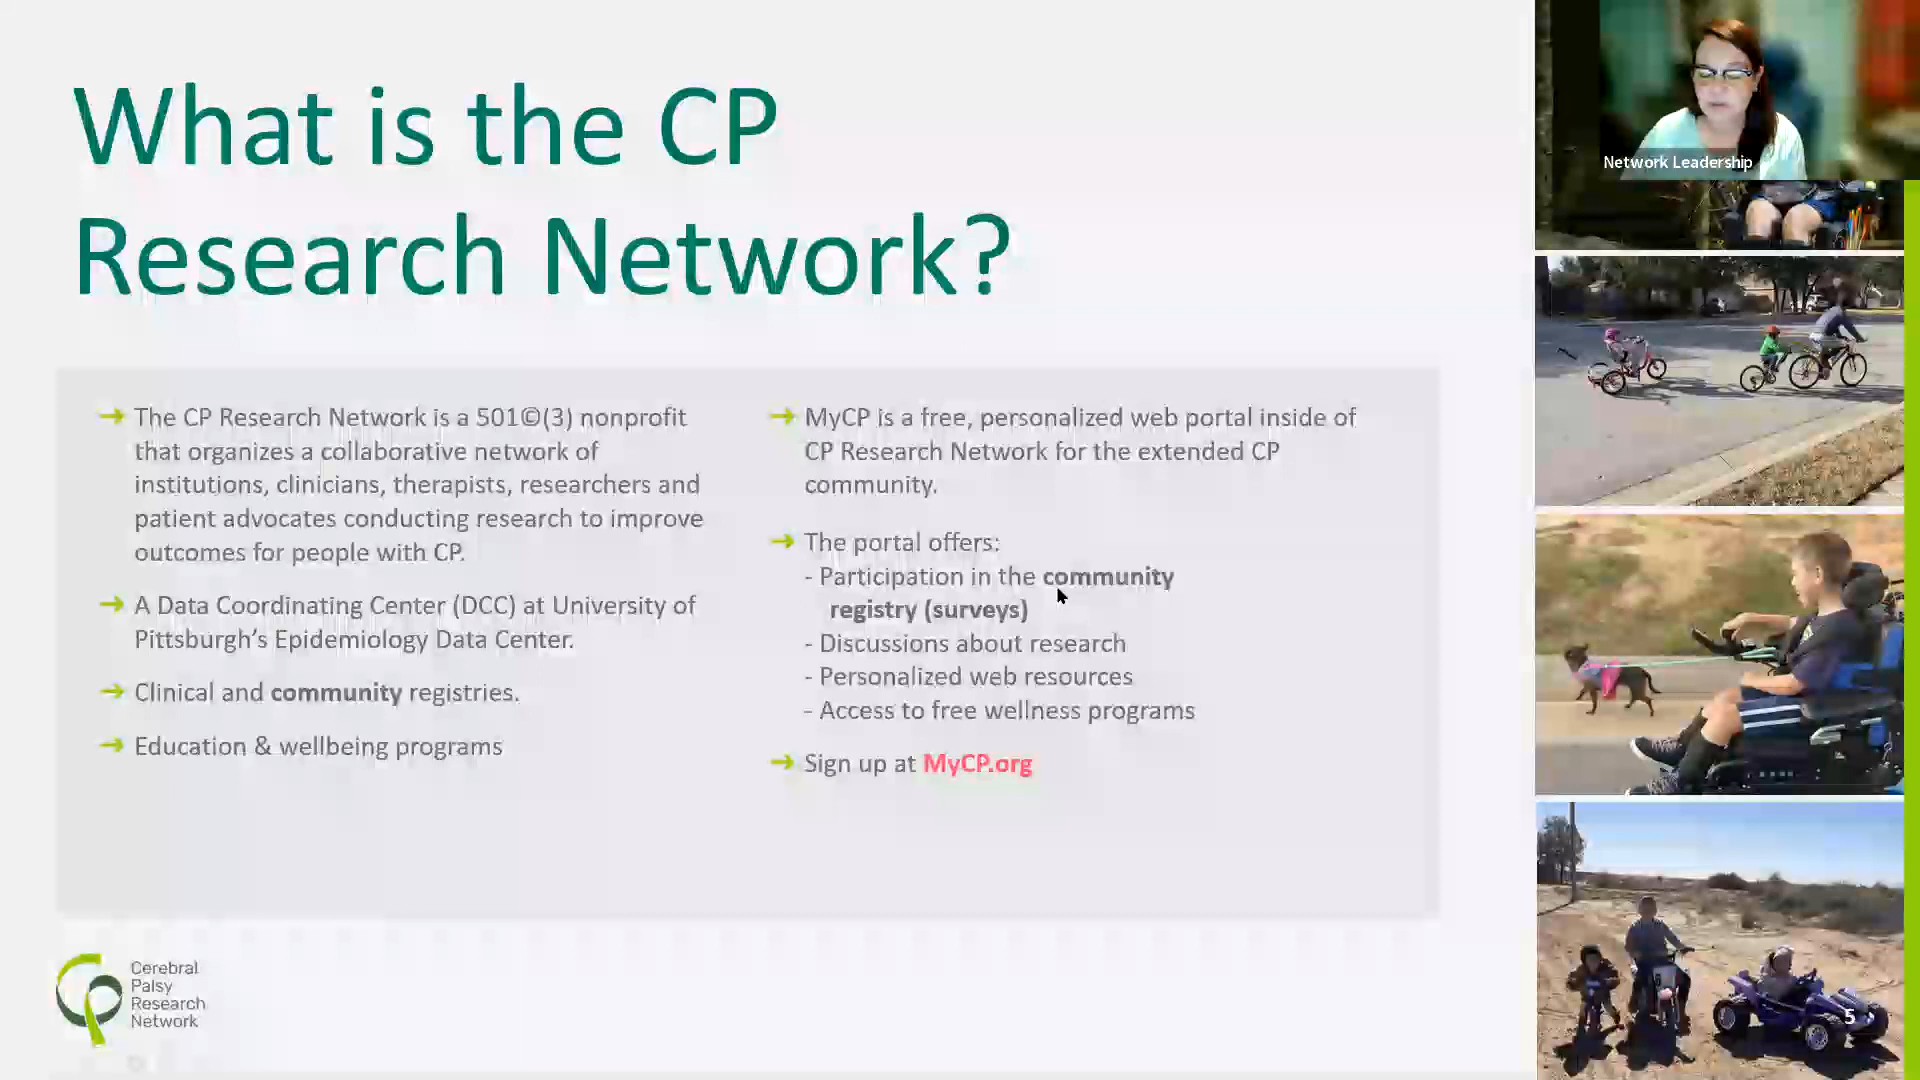 What is the CP
Research Network?
The CP Research Network is a 501©(3) nonprofit
that organizes a collaborative network of
institutions, clinicians, therapists, researchers and
patient advocates conducting research to improve
outcomes for people with CP.
A Data Coordinating Center (DCC) at University of
Pittsburgh's Epidemiology Data Center.
Clinical and community registries.
Education & wellbeing programs
MyCP is a free, personalized web portal inside of
CP Research Network for the extended CP
community.
The portal offers:
- Participation in the community
registry (surveys)
- Discussions about research
- Personalized web resources
- Access to free wellness programs
Sign up at MyCP.org
Network Leadership
Cerebral
Palsy
Research
Network
5